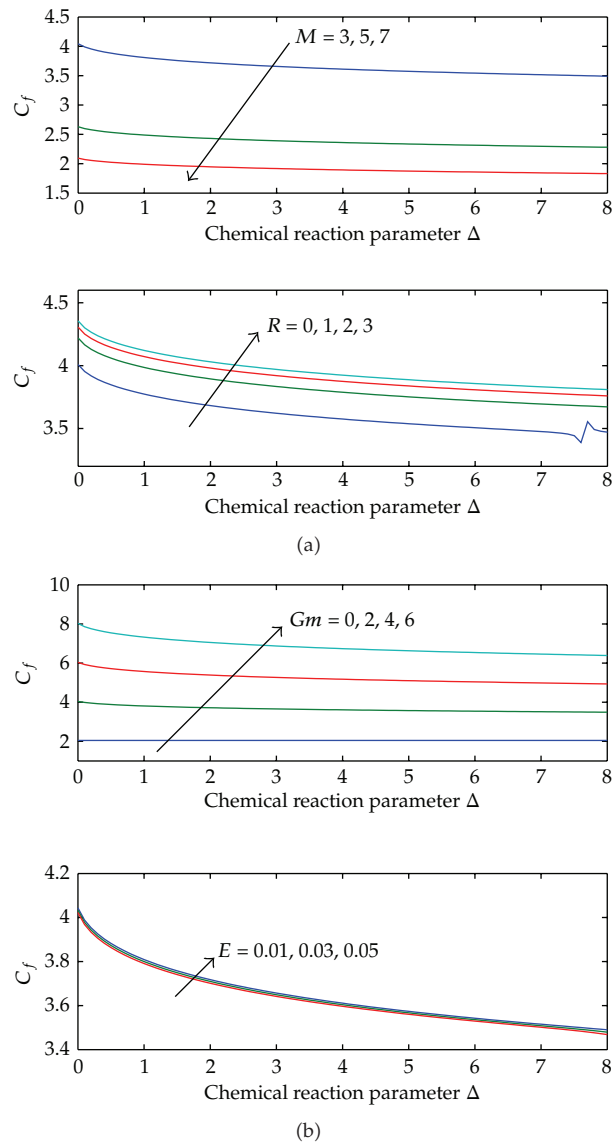 4.5
M = 3, 5, 7
4
3.5
C_f
3
2.5
2
1.5
0 1 2 3 4 5 6 7 8
Chemical reaction parameter Δ
4.5
R = 0, 1, 2, 3
C_f
4
3.5
0 1 2 3 4 5 6 7 8
Chemical reaction parameter Δ
(a)
10
8
Gm = 0, 2, 4, 6
C_f
6
4
2
0 1 2 3 4 5 6 7 8
Chemical reaction parameter Δ
4.2
4
E = 0.01, 0.03, 0.05
C_f
3.8
3.6
3.4
0 1 2 3 4 5 6 7 8
Chemical reaction parameter Δ
(b)